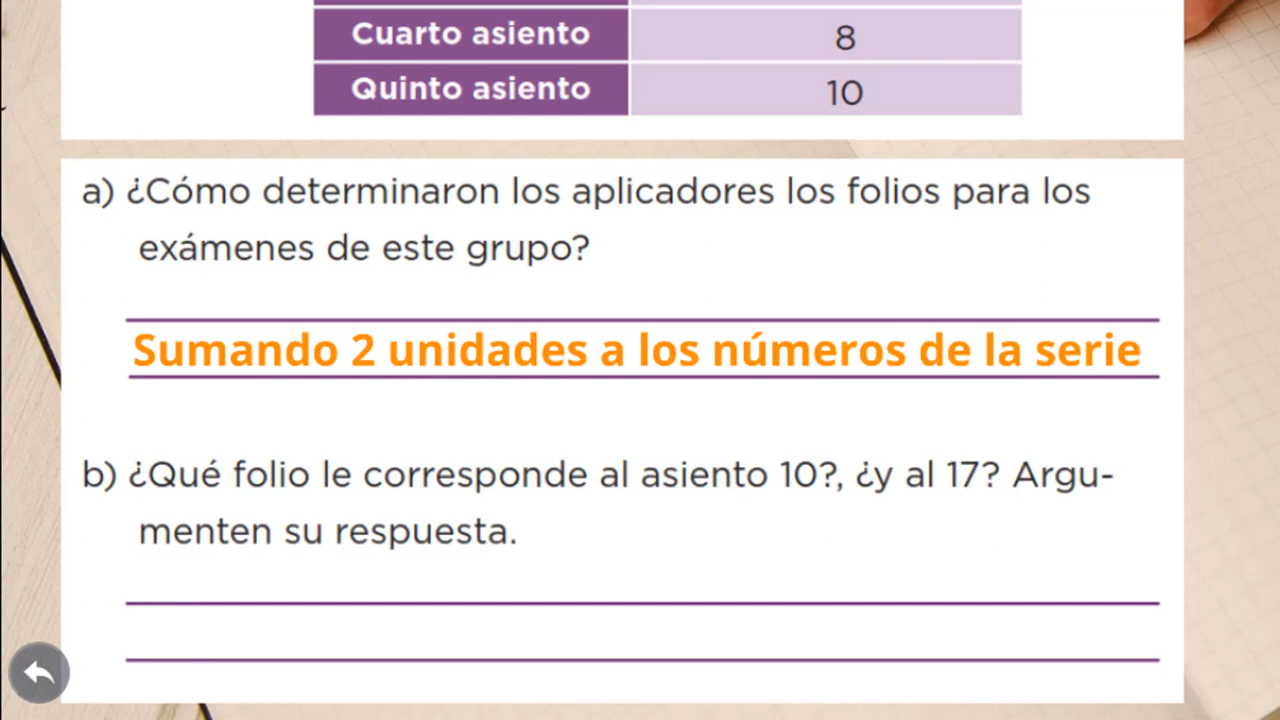 Cuarto asiento 8
Quinto asiento 10
a) ¿Cómo determinaron los aplicadores los folios para los
exámenes de este grupo?
Sumando 2 unidades a los números de la serie
b) ¿Qué folio le corresponde al asiento 10?, ¿y al 17? Argu-
menten su respuesta.